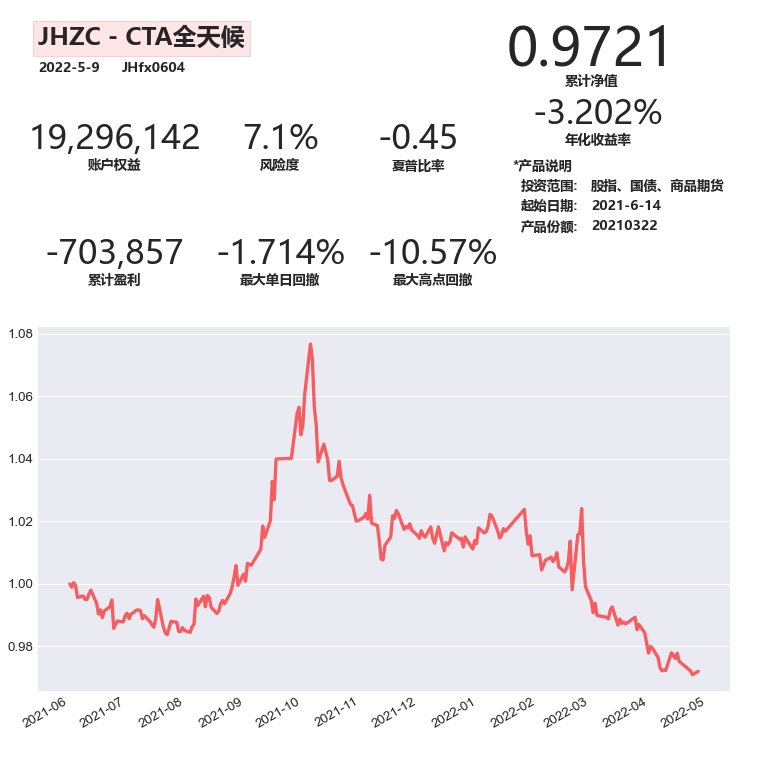 JHZC - CTA全天候
2022-5-9 JHfx0604
0.9721
累计净值
-3.202%
年化收益率
19,296,142
账户权益
7.1%
风险度
-0.45
夏普比率
*产品说明
投资范围: 股指、国债、商品期货
起始日期: 2021-6-14
产品份额: 20210322
-703,857
累计盈利
-1.714%
最大单日回撤
-10.57%
最大高点回撤
1.08
1.06
1.04
1.02
1.00
0.98
2021-06
2021-07
2021-08
2021-09
2021-10
2021-11
2021-12
2022-01
2022-02
2022-03
2022-04
2022-05